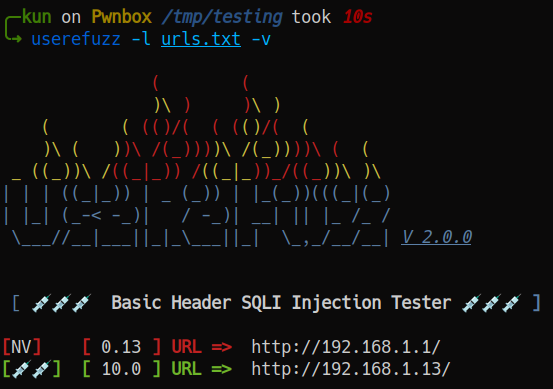 kun on Pwnbox /tmp/testing took 10s
userefuzz -l urls.txt -v
V 2.0.0
[ 💉💉💉 Basic Header SQLI Injection Tester 💉💉💉 ]
[NV] [ 0.13 ] URL => http://192.168.1.1/
[💉💉] [ 10.0 ] URL => http://192.168.1.13/